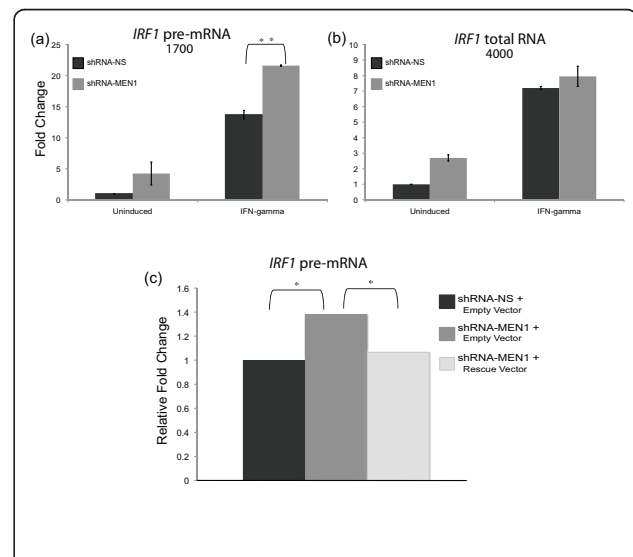 (a)
IRF1 pre-mRNA
1700
shRNA-NS
shRNA-MEN1
* *
Fold Change
25
20
15
10
5
0
Uninduced
IFN-gamma
(b)
IRF1 total RNA
4000
shRNA-NS
shRNA-MEN1
10
9
8
7
6
5
4
3
2
1
0
Uninduced
IFN-gamma
(c)
IRF1 pre-mRNA
*
*
Relative Fold Change
1.6
1.4
1.2
1
0.8
0.6
0.4
0.2
0
shRNA-NS +
Empty Vector
shRNA-MEN1 +
Empty Vector
shRNA-MEN1 +
Rescue Vector